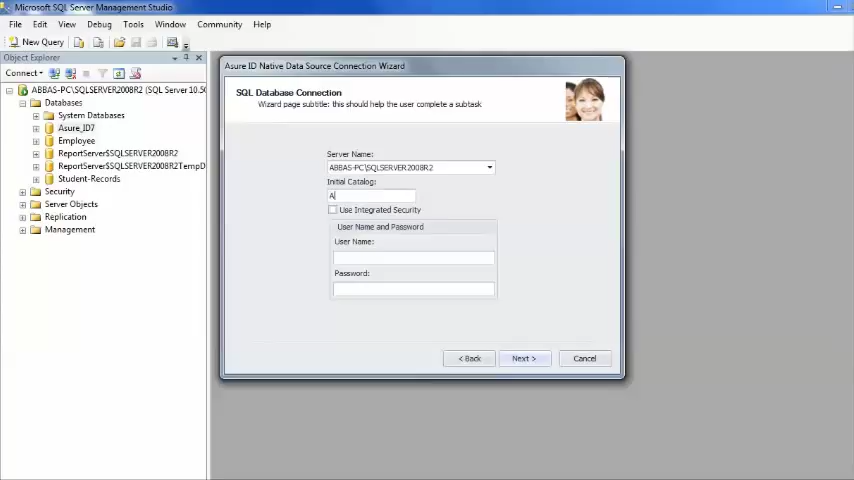 Microsoft SQL Server Management Studio
File Edit View Debug Tools Window Community Help
New Query
Object Explorer
Connect
ABBAS-PC\SQLSERVER2008R2 (SQL Server 10.50
Databases
System Databases
Asure_ID7
Employee
ReportServer$SQLSERVER2008R2
ReportServer$SQLSERVER2008R2TempD
Student-Records
Security
Server Objects
Replication
Management
Asure ID Native Data Source Connection Wizard
SQL Database Connection
Wizard page subtitle: this should help the user complete a subtask
Server Name:
ABBAS-PC\SQLSERVER2008R2
Initial Catalog:
A
Use Integrated Security
User Name and Password
User Name:
Password:
< Back Next > Cancel